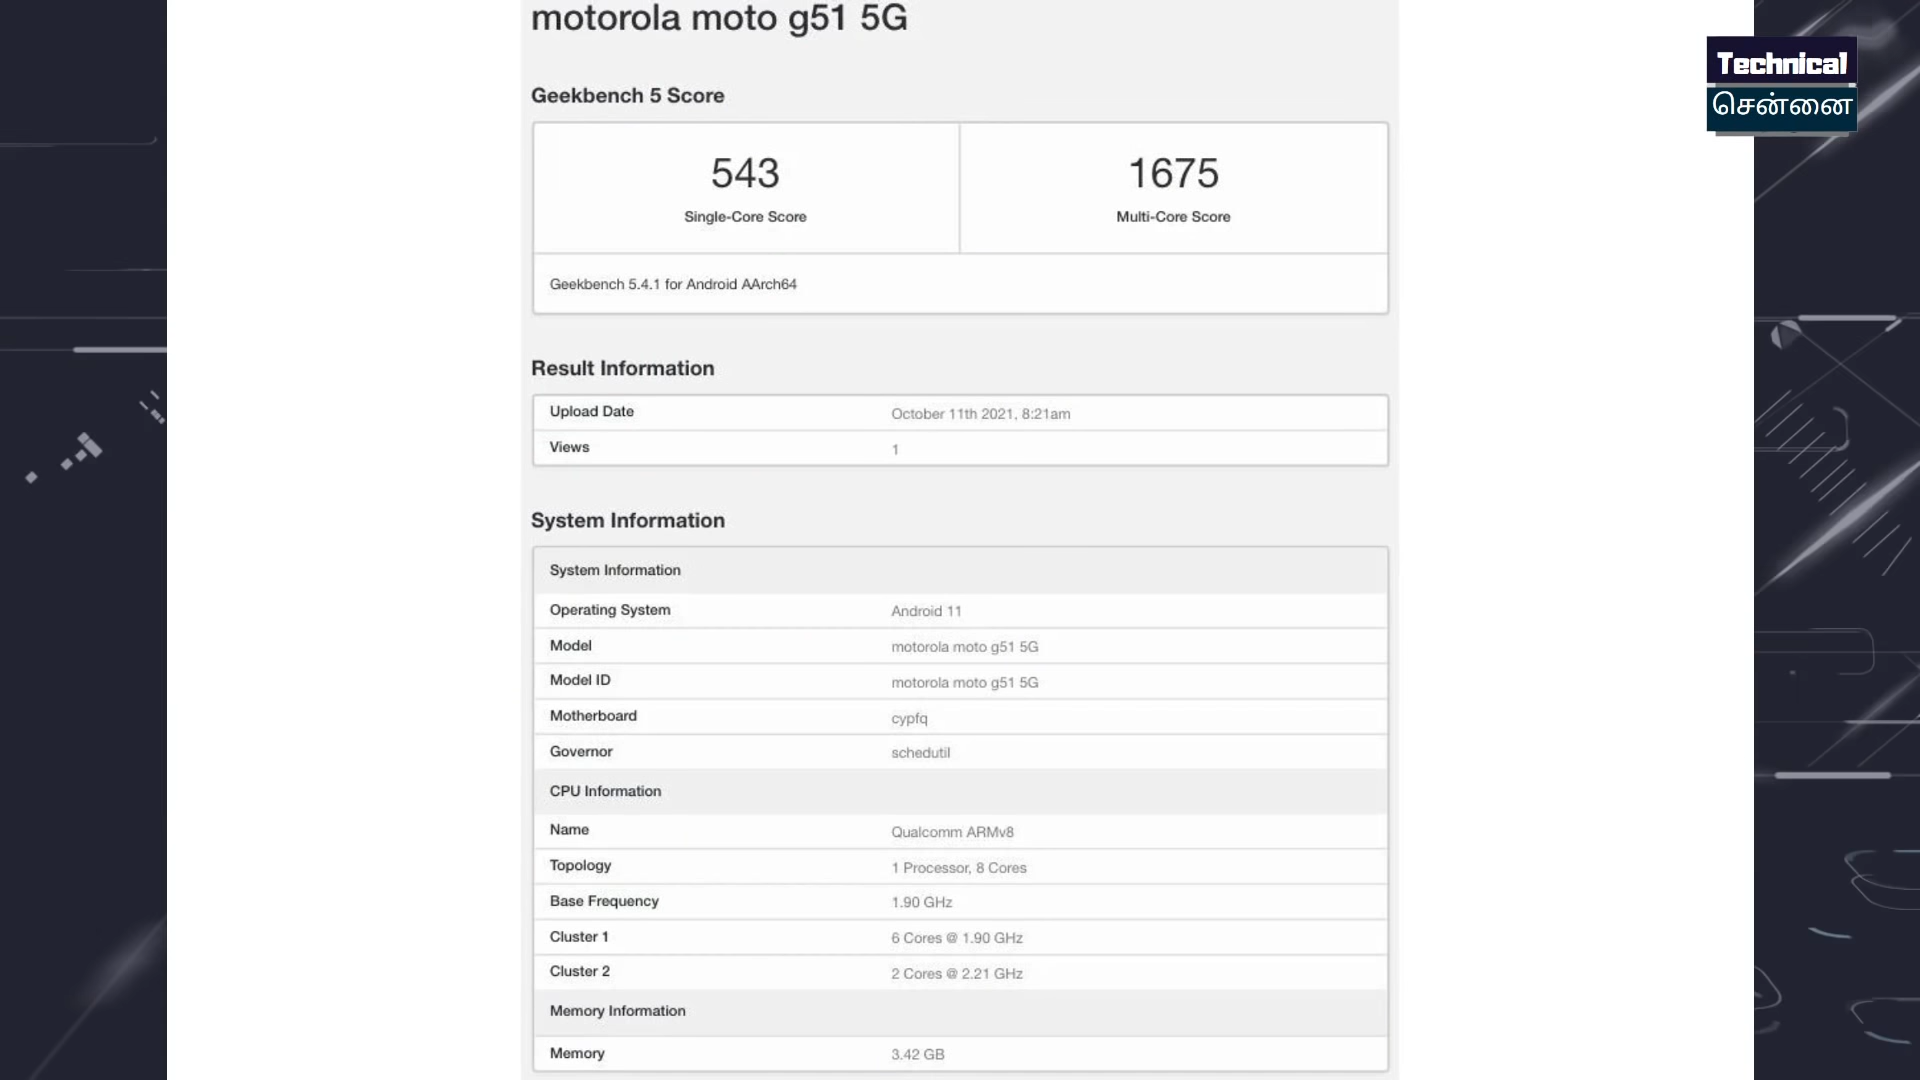 motorola moto g51 5G
Technical
சென்னை
Geekbench 5 Score
543 1675
Single-Core Score Multi-Core Score
Geekbench 5.4.1 for Android AArch64
Result Information
Upload Date October 11th 2021, 8:21am
Views 1
System Information
System Information
Operating System Android 11
Model motorola moto g51 5G
Model ID motorola moto g51 5G
Motherboard cypfq
Governor schedutil
CPU Information
Name Qualcomm ARMv8
Topology 1 Processor, 8 Cores
Base Frequency 1.90 GHz
Cluster 1 6 Cores @ 1.90 GHz
Cluster 2 2 Cores @ 2.21 GHz
Memory Information
Memory 3.42 GB